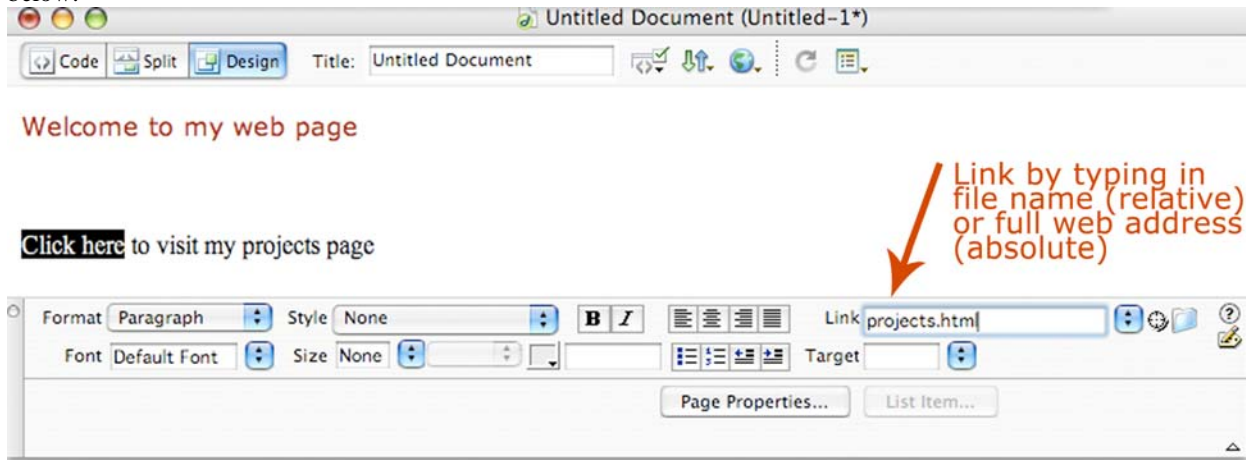 below.
Untitled Document (Untitled-1*)
Code Split Design Title: Untitled Document
Welcome to my web page
Link by typing in
file name (relative)
or full web address
(absolute)
Click here to visit my projects page
Format Paragraph Style None B I Link projects.html
Font Default Font Size None Target
Page Properties... List Item...